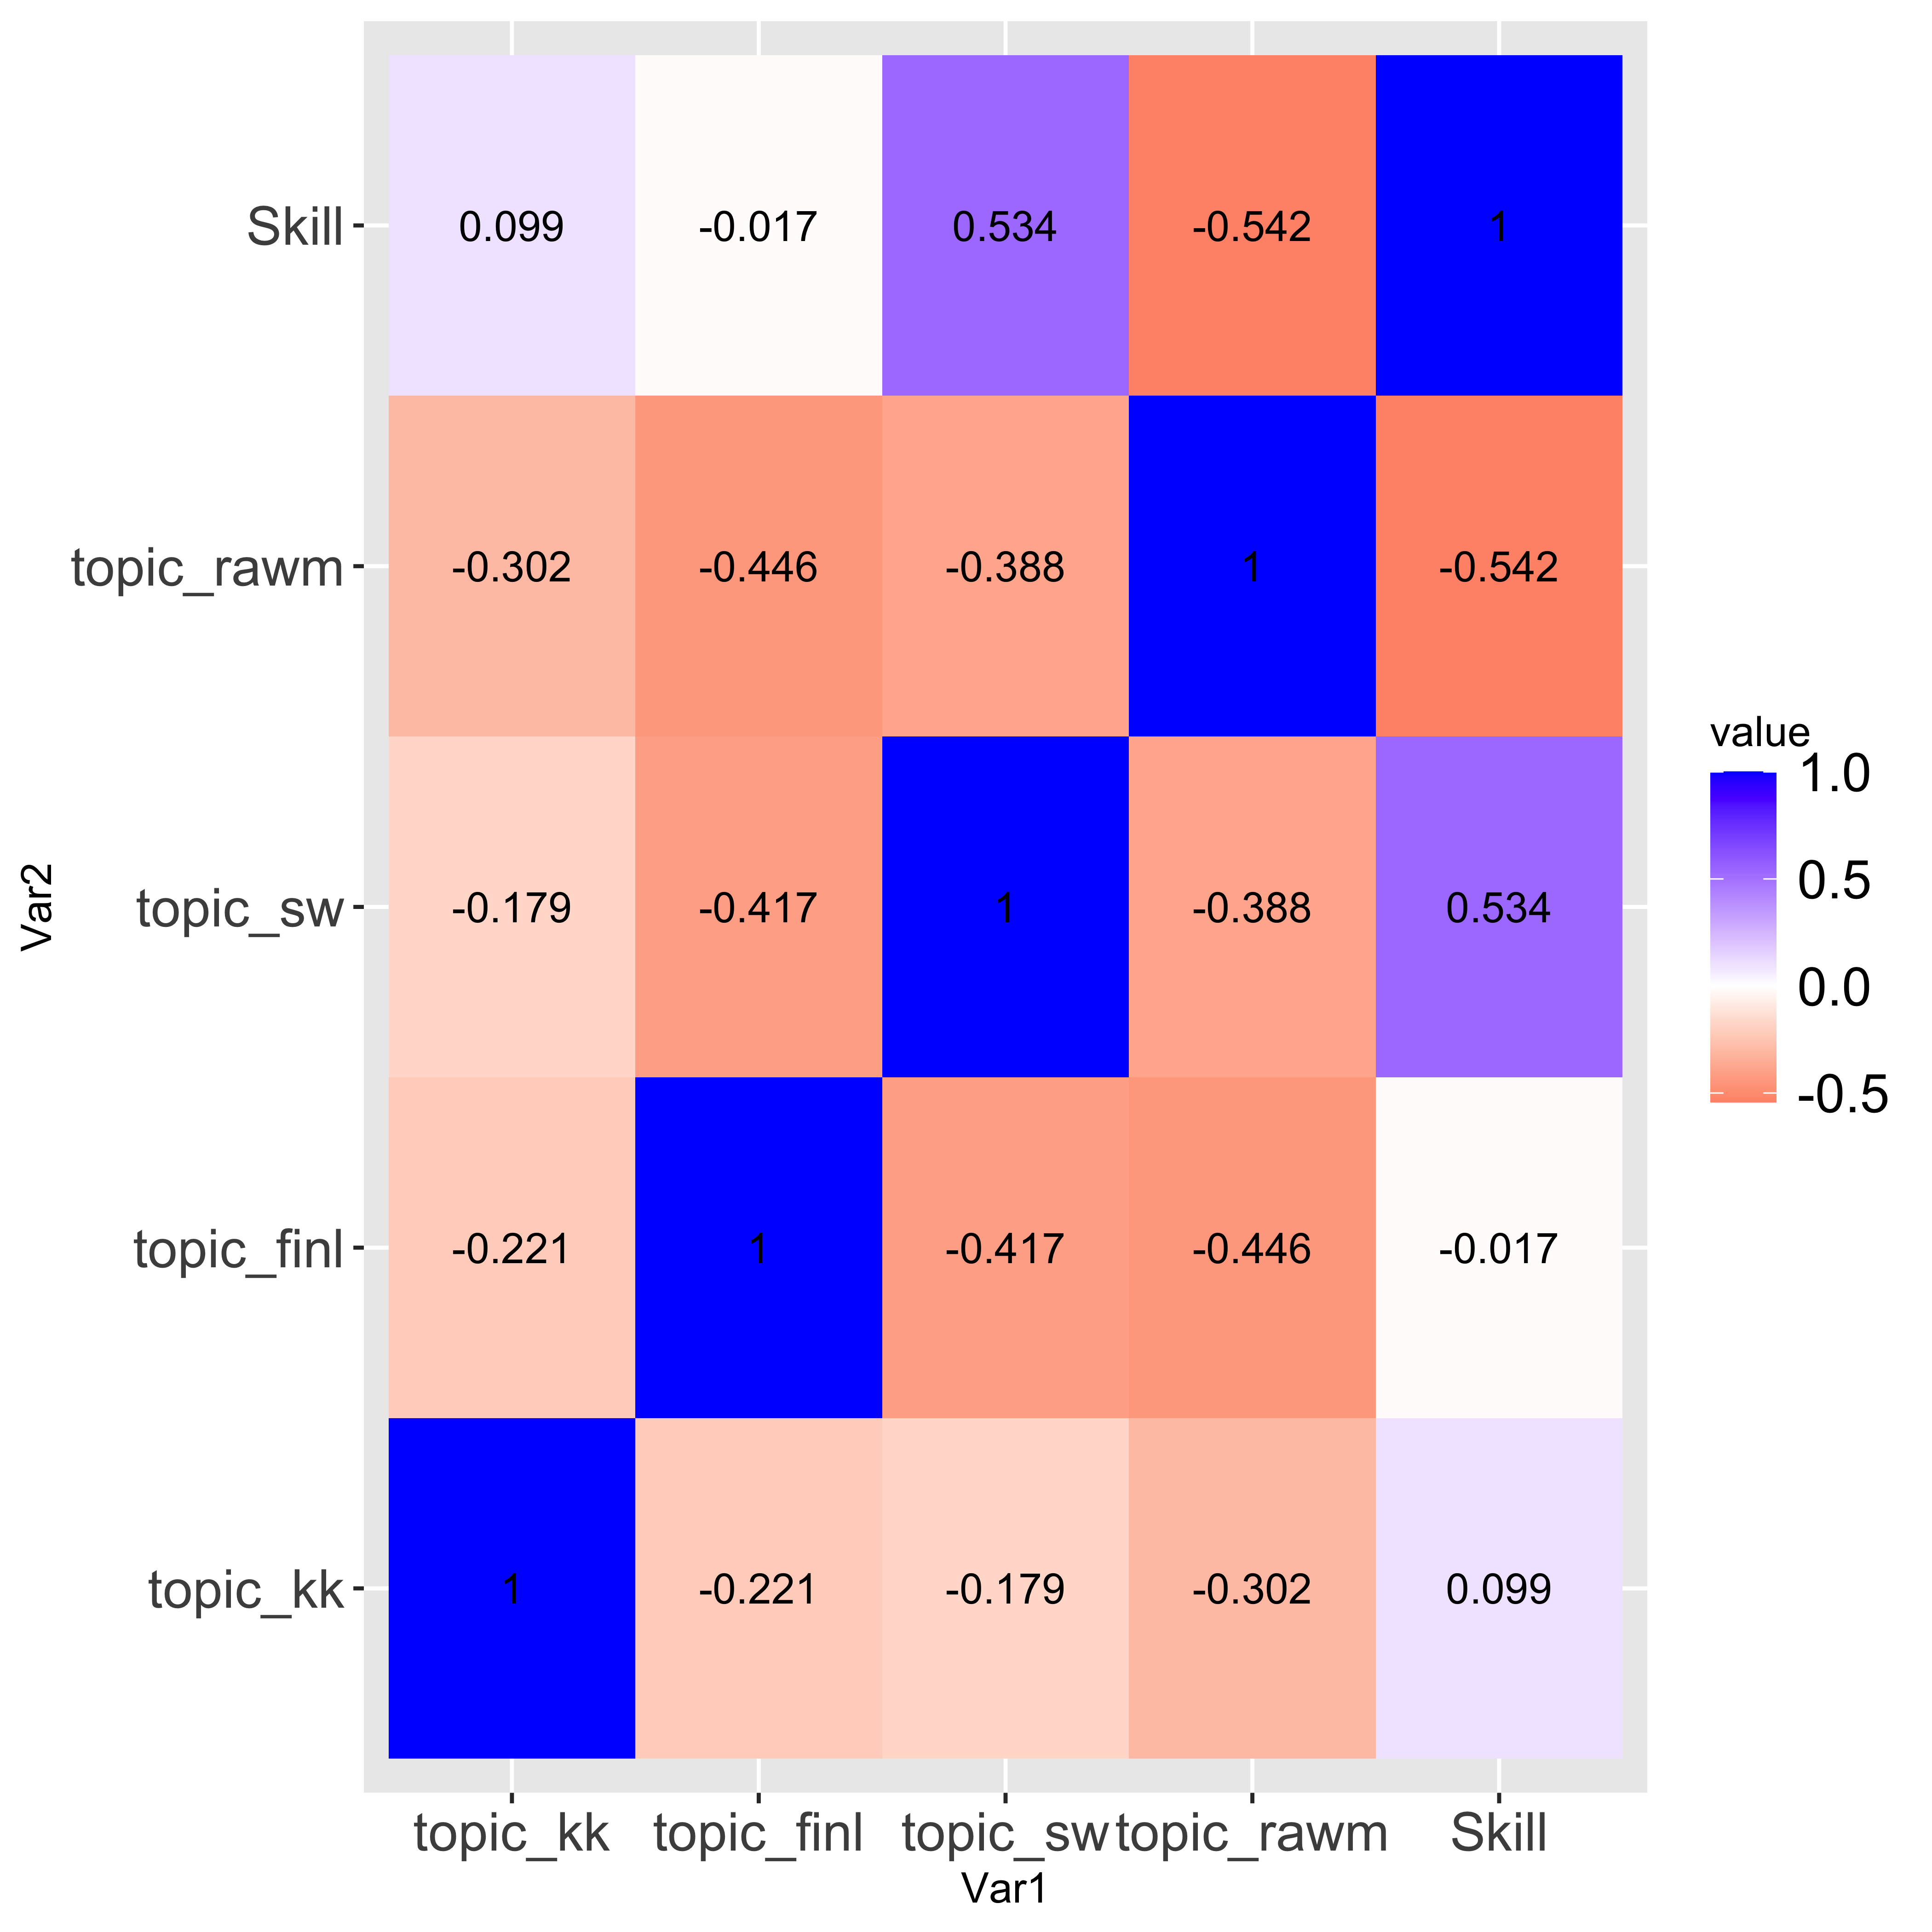 Skill 0.099 -0.017 0.534 -0.542 1
topic_rawm -0.302 -0.446 -0.388 1 -0.542
topic_sw -0.179 -0.417 1 -0.388 0.534
topic_finl -0.221 1 -0.417 -0.446 -0.017
topic_kk 1 -0.221 -0.179 -0.302 0.099
topic_kk topic_finl topic_sw topic_rawm Skill
Var1
Var2
value
1.0
0.5
0.0
-0.5